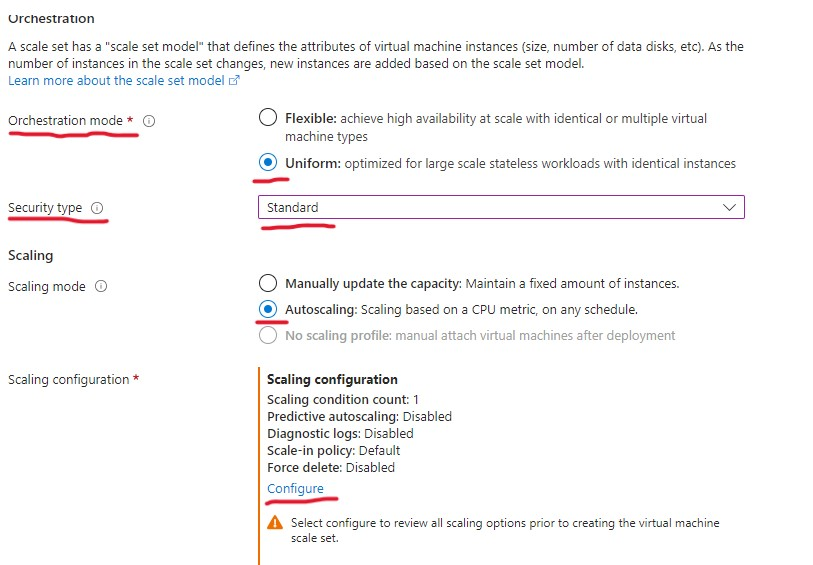 Orchestration
A scale set has a "scale set model" that defines the attributes of virtual machine instances (size, number of data disks, etc). As the
number of instances in the scale set changes, new instances are added based on the scale set model.
Learn more about the scale set model
Orchestration mode *
Flexible: achieve high availability at scale with identical or multiple virtual
machine types
Uniform: optimized for large scale stateless workloads with identical instances
Security type
Standard
Scaling
Scaling mode
Manually update the capacity: Maintain a fixed amount of instances.
Autoscaling: Scaling based on a CPU metric, on any schedule.
No scaling profile: manual attach virtual machines after deployment
Scaling configuration *
Scaling configuration
Scaling condition count: 1
Predictive autoscaling: Disabled
Diagnostic logs: Disabled
Scale-in policy: Default
Force delete: Disabled
Configure
Select configure to review all scaling options prior to creating the virtual machine
scale set.